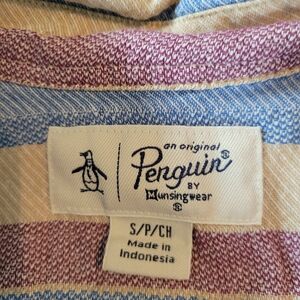 an original
Penguin®
BY
Munsingwear
®
S/P/CH
Made in
Indonesia